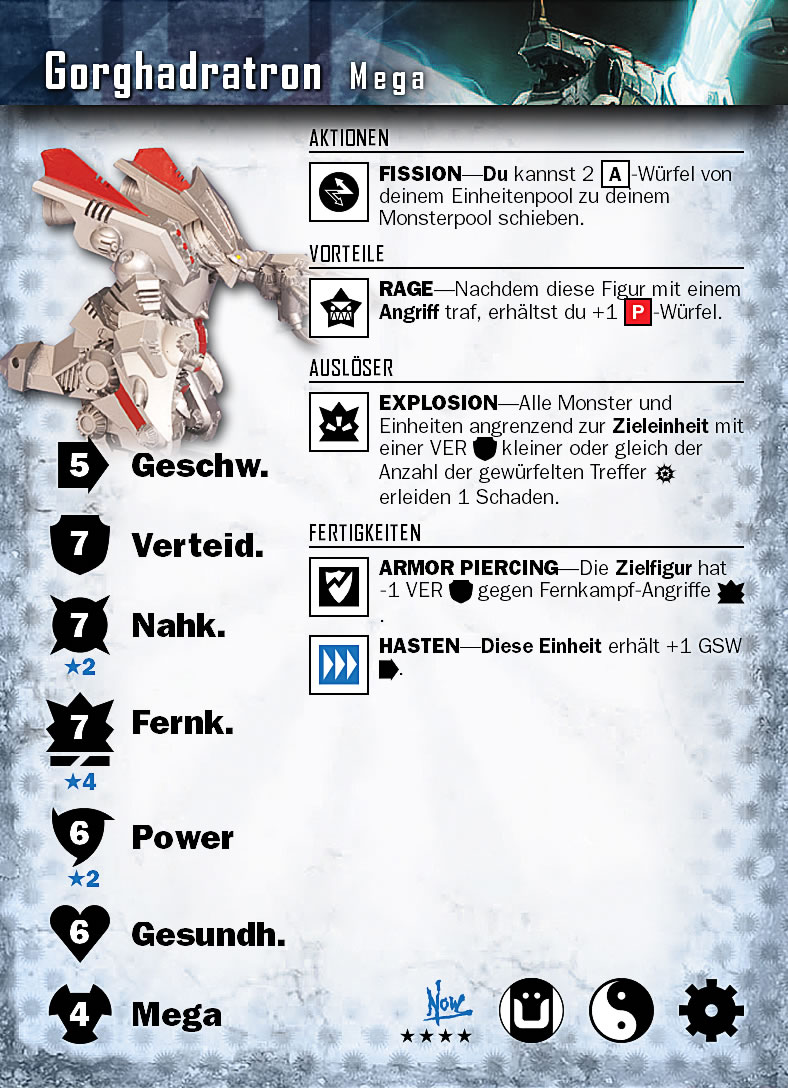 Gorghadratron Mega
AKTIONEN
FISSION—Du kannst 2 A-Würfel von
deinem Einheitenpool zu deinem
Monsterpool schieben.
VORTEILE
RAGE—Nachdem diese Figur mit einem
Angriff traf, erhältst du +1 P-Würfel.
AUSLÖSER
EXPLOSION—Alle Monster und
Einheiten angrenzend zur Zieleinheit mit
einer VER kleiner oder gleich der
Anzahl der gewürfelten Treffer
erleiden 1 Schaden.
FERTIGKEITEN
ARMOR PIERCING—Die Zielfigur hat
-1 VER gegen Fernkampf-Angriffe
.
HASTEN—Diese Einheit erhält +1 GSW
.
5 Geschw.
7 Verteid.
7 Nahk.
★2
7 Fernk.
★4
6 Power
★2
6 Gesundh.
4 Mega
Now
★★★★
Ü